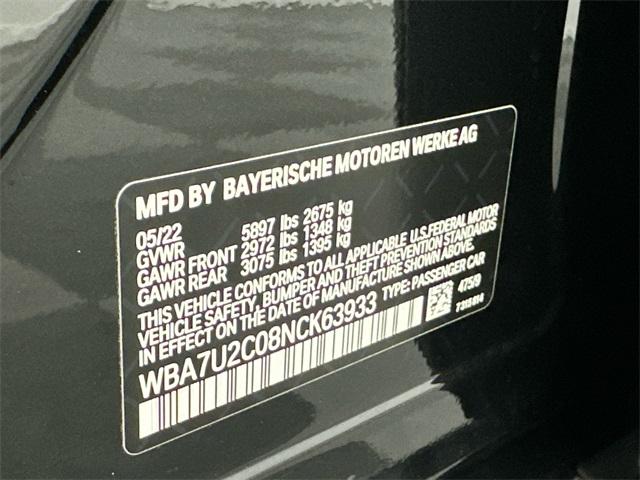 MFD BY BAYERISCHE MOTOREN WERKE AG
05/22
GVWR 5897 lbs 2675 kg
GAWR FRONT 2972 lbs 1348 kg
GAWR REAR 3075 lbs 1395 kg
THIS VEHICLE CONFORMS TO ALL APPLICABLE U.S. FEDERAL MOTOR
VEHICLE SAFETY, BUMPER AND THEFT PREVENTION STANDARDS
IN EFFECT ON THE DATE OF MANUFACTURE SHOWN ABOVE.
WBA7U2C08NCK63933 TYPE: PASSENGER CAR
475/9